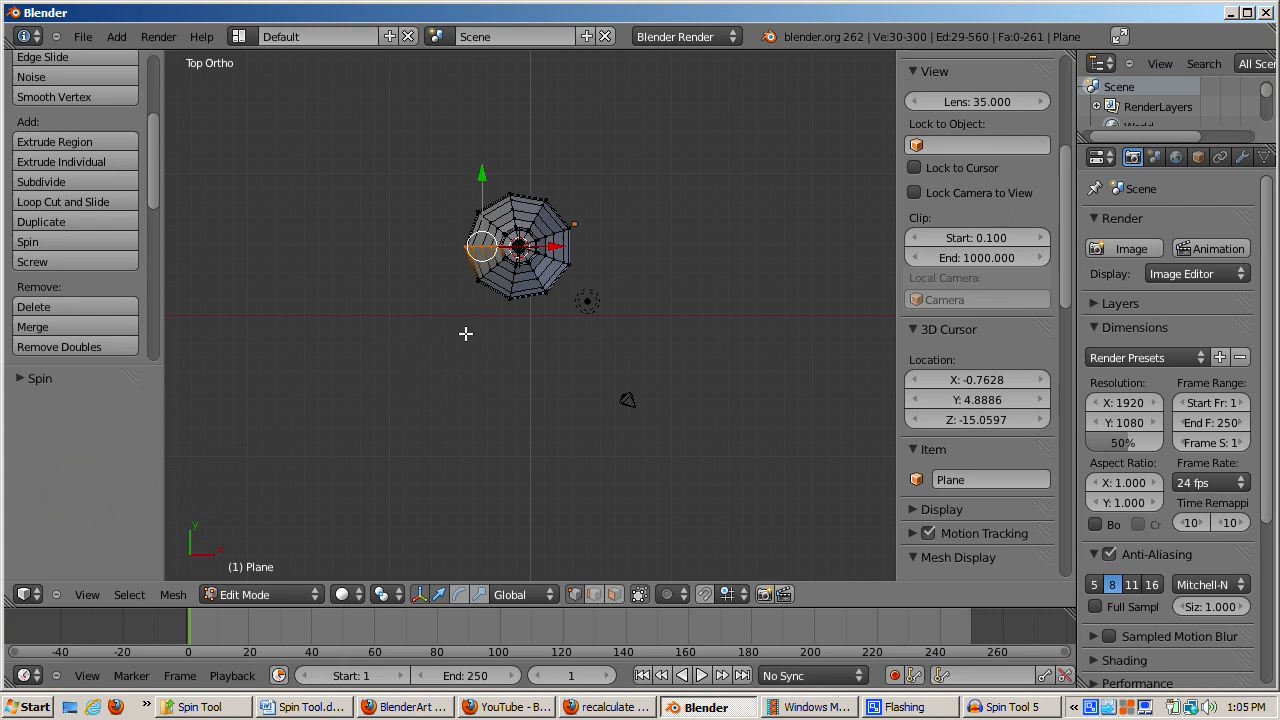 Blender
File Add Render Help Default Scene Blender Render blender.org 262 | Ve:30-300 | Ed:29-560 | Fa:0-261 | Plane
Edge Slide
Noise
Smooth Vertex
Add:
Extrude Region
Extrude Individual
Subdivide
Loop Cut and Slide
Duplicate
Spin
Screw
Remove:
Delete
Merge
Remove Doubles
Spin
Top Ortho
y
x
(1) Plane
View
Lens: 35.000
Lock to Object:
Lock to Cursor
Lock Camera to View
Clip:
Start: 0.100
End: 1000.000
Local Camera:
Camera
3D Cursor
Location:
X: -0.7628
Y: 4.8886
Z: -15.0597
Item
Plane
Display
Motion Tracking
Mesh Display
View Search All Scen
Scene
RenderLayers
Scene
Render
Image Animation
Display: Image Editor
Layers
Dimensions
Render Presets
Resolution: Frame Range:
X: 1920 Start Fr: 1
Y: 1080 End F: 250
50% Frame S: 1
Aspect Ratio: Frame Rate:
X: 1.000 24 fps
Y: 1.000 Time Remappi
Bo Cr 10 10
Anti-Aliasing
5 8 11 16 Mitchell-N
Full Sampl Siz: 1.000
Sampled Motion Blur
Shading
Performance
View Select Mesh Edit Mode Global
-40 -20 0 20 40 60 80 100 120 140 160 180 200 220 240 260
View Marker Frame Playback Start: 1 End: 250 1 No Sync
Start Spin Tool Spin Tool.d... BlenderArt ... YouTube - B... recalculate ... Blender Windows M... Flashing Spin Tool 5 1:05 PM